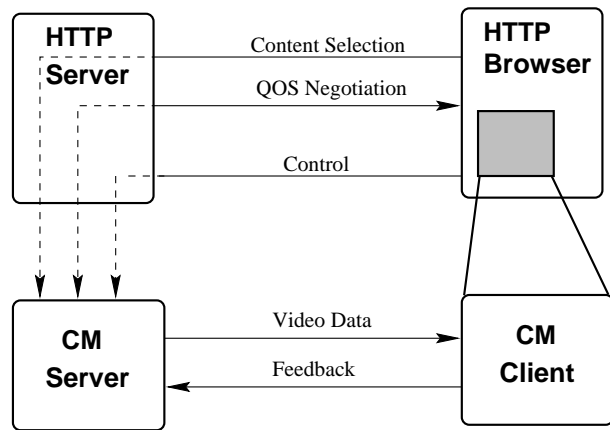 HTTP
Server
Content Selection
QOS Negotiation
Control
HTTP
Browser
CM
Server
Video Data
Feedback
CM
Client